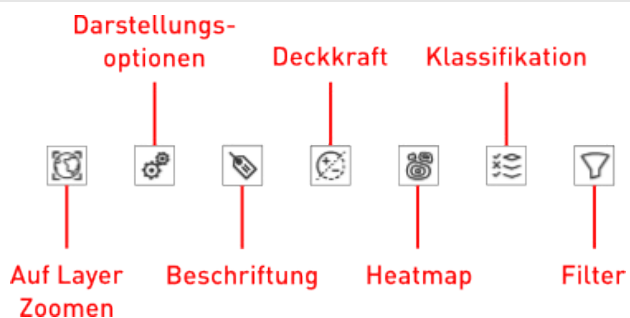 Darstellungs-
optionen
Deckkraft
Klassifikation
Auf Layer
Zoomen
Beschriftung
Heatmap
Filter